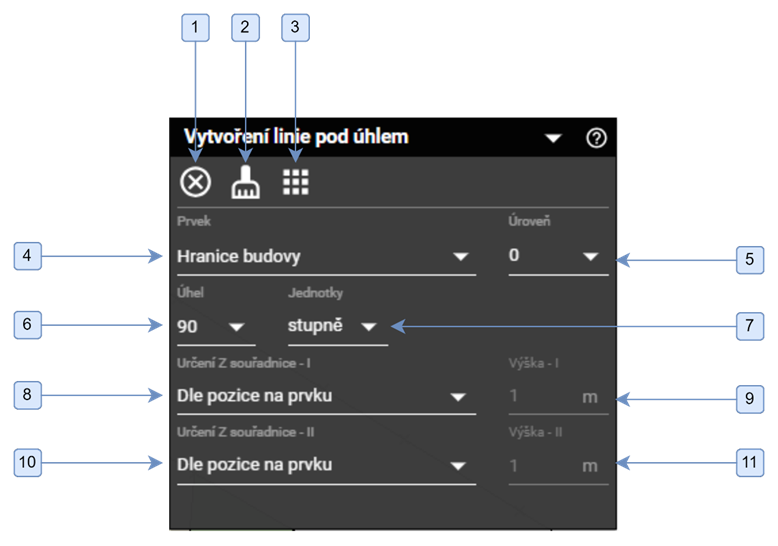 1 2 3
Vytvoření linie pod úhlem
Prvek Úroveň
4 Hranice budovy 0 5
Úhel Jednotky
6 90 stupně 7
Určení Z souřadnice - I Výška - I
8 Dle pozice na prvku 1 m 9
Určení Z souřadnice - II Výška - II
10 Dle pozice na prvku 1 m 11